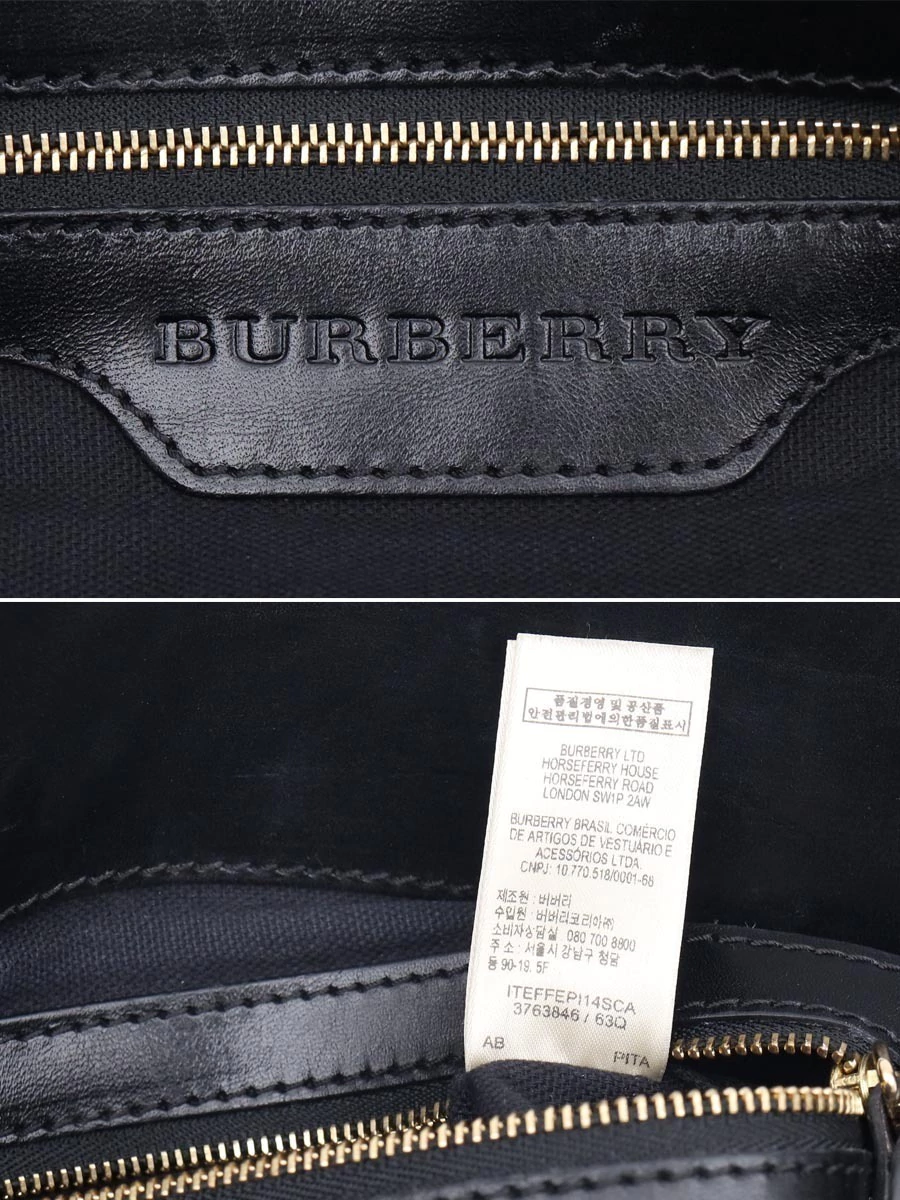 BURBERRY
품질경영 및 공산품
안전관리법에의한품질표시
BURBERRY LTD
HORSEFERRY HOUSE
HORSEFERRY ROAD
LONDON SW1P 2AW
BURBERRY BRASIL COMÉRCIO
DE ARTIGOS DE VESTUÁRIO E
ACESSÓRIOS LTDA.
CNPJ: 10.770.518/0001-68
제조원 : 버버리
수입원 : 버버리코리아㈜
소비자상담실 : 080 700 8800
주 소 : 서울시 강남구 청담
동 90-19. 5F
ITEFFEPI14SCA
3763846 / 63Q
AB PITA